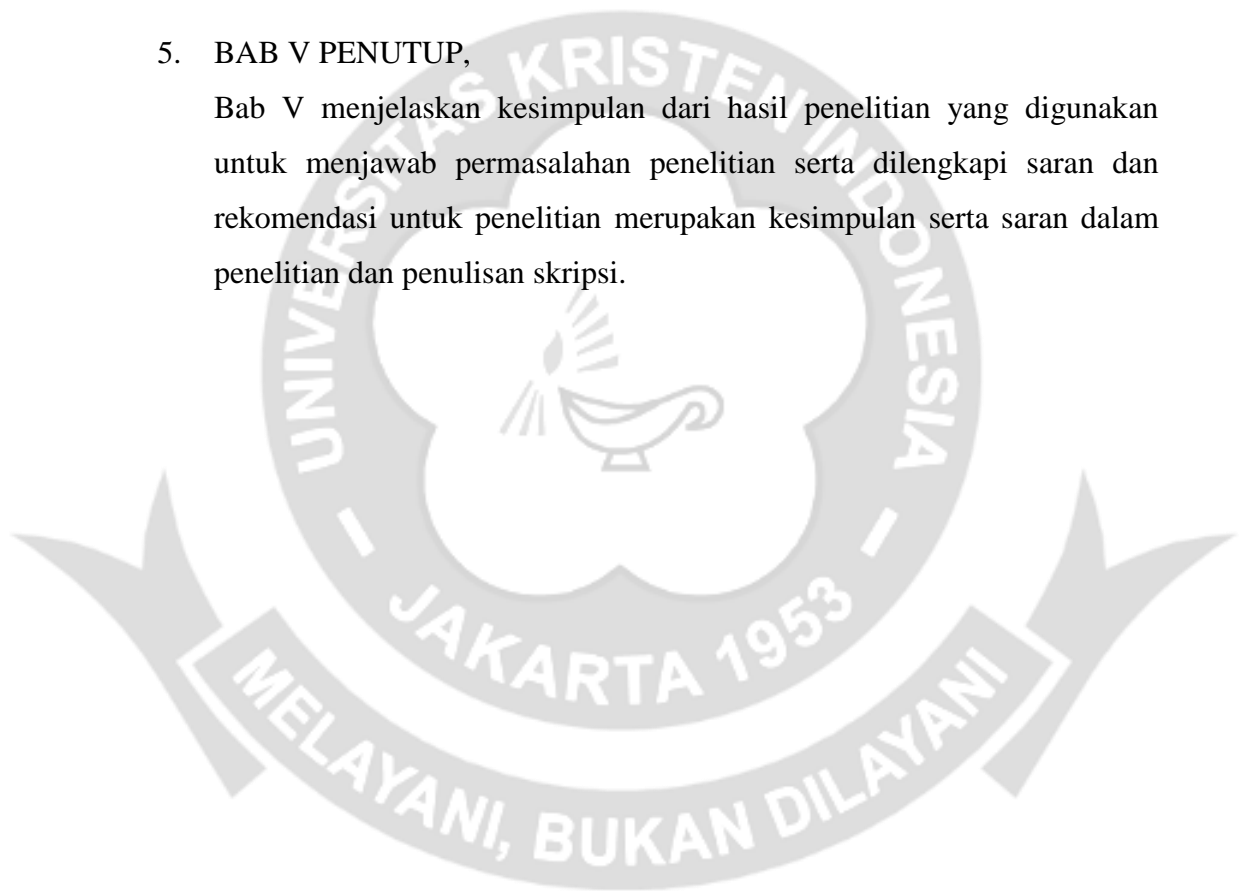 5. BAB V PENUTUP,
Bab V menjelaskan kesimpulan dari hasil penelitian yang digunakan
untuk menjawab permasalahan penelitian serta dilengkapi saran dan
rekomendasi untuk penelitian merupakan kesimpulan serta saran dalam
penelitian dan penulisan skripsi.
UNIVERSITAS KRISTEN INDONESIA
JAKARTA 1953
MELAYANI, BUKAN DILAYANI